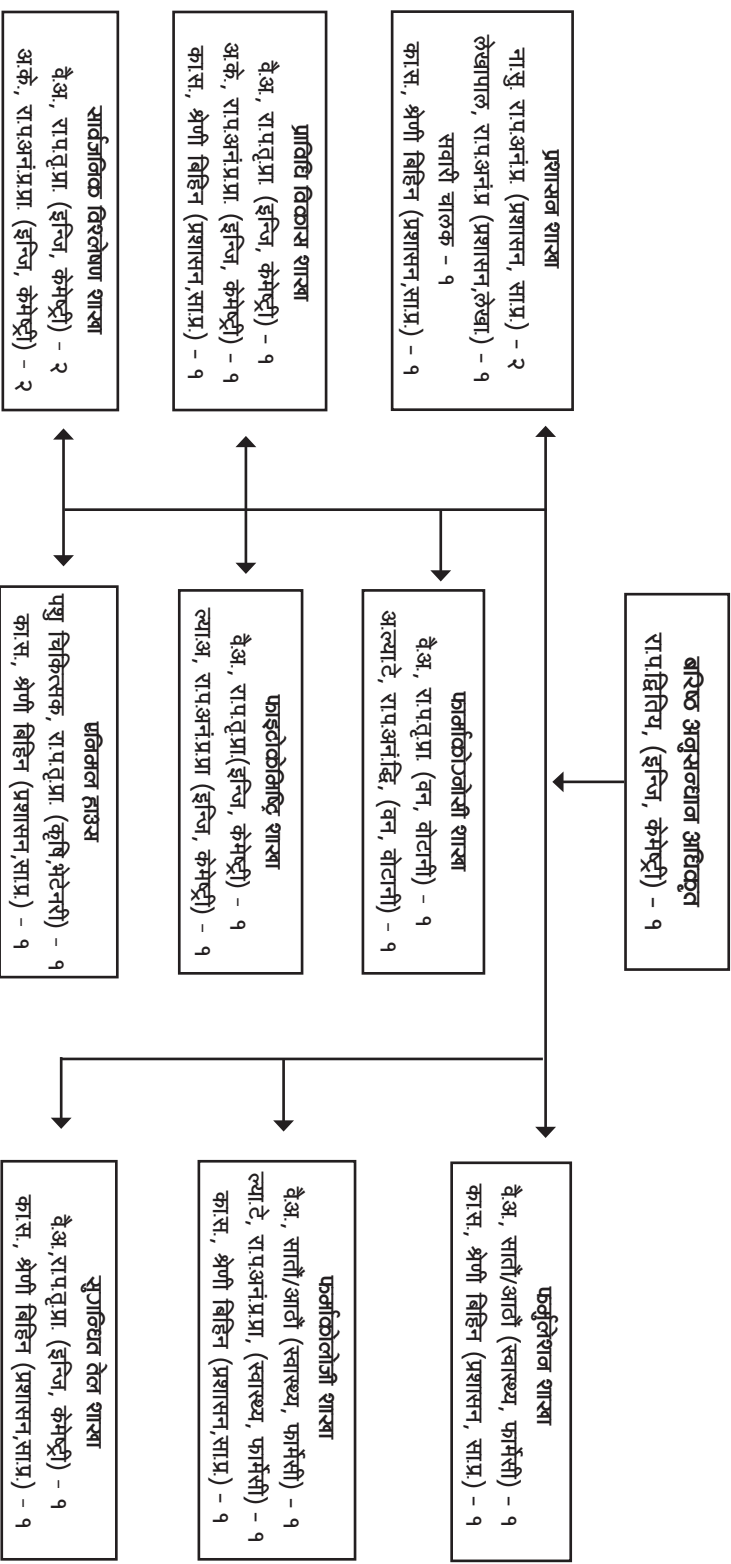 बरिष्ठ अनुसन्धान अधिकृत
रा.प.द्वितिय, (इन्जि, केमेष्ट्री) – १
प्रशासन शाखा
ना.सु. रा.प.अनं.प्र. (प्रशासन, सा.प्र.) – २
लेखापाल, रा.प.अनं.प्र (प्रशासन,लेखा.) – १
सवारी चालक – १
का.स., श्रेणी बिहिन (प्रशासन,सा.प्र.) – १
फार्माकोग्नोसी शाखा
वै.अ., रा.प.तृ.प्रा. (वन, वोटानी) – १
अ.ल्या.टे, रा.प.अनं.द्वि, (वन, वोटानी) – १
फर्मुलेशन शाखा
वै.अ., सातौं/आठौं (स्वास्थ्य, फार्मेसी) – १
का.स., श्रेणी बिहिन (प्रशासन, सा.प्र.) – १
प्राविधि विकास शाखा
वै.अ., रा.प.तृ.प्रा. (इन्जि, केमेष्ट्री) – १
अ.के., रा.प.अनं.प्र.प्रा. (इन्जि, केमेष्ट्री) – १
का.स., श्रेणी बिहिन (प्रशासन,सा.प्र.) – १
फाइटोकेमिष्ट्रि शाखा
वै.अ., रा.प.तृ.प्रा.(इन्जि, केमेष्ट्री) – १
ल्या.अ., रा.प.अनं.प्र.प्रा (इन्जि, केमेष्ट्री) – १
फर्माकोलोजी शाखा
वै.अ., सातौं/आठौं (स्वास्थ्य, फार्मेसी) – १
ल्या.टे, रा.प.अनं.प्र.प्रा, (स्वास्थ्य, फार्मेसी) – १
का.स., श्रेणी बिहिन (प्रशासन,सा.प्र.) – १
सार्वजनिक विश्लेषण शाखा
वै.अ., रा.प.तृ.प्रा. (इन्जि, केमेष्ट्री) – २
अ.के., रा.प.अनं.प्र.प्रा. (इन्जि, केमेष्ट्री) – २
एनिमल हाउस
पशु चिकित्सक, रा.प.तृ.प्रा. (कृषि,भेटेनरी) – १
का.स., श्रेणी बिहिन (प्रशासन,सा.प्र.) – १
सुगन्धित तेल शाखा
वै.अ.,रा.प.तृ.प्रा. (इन्जि, केमेष्ट्री) – १
का.स., श्रेणी बिहिन (प्रशासन,सा.प्र.) – १